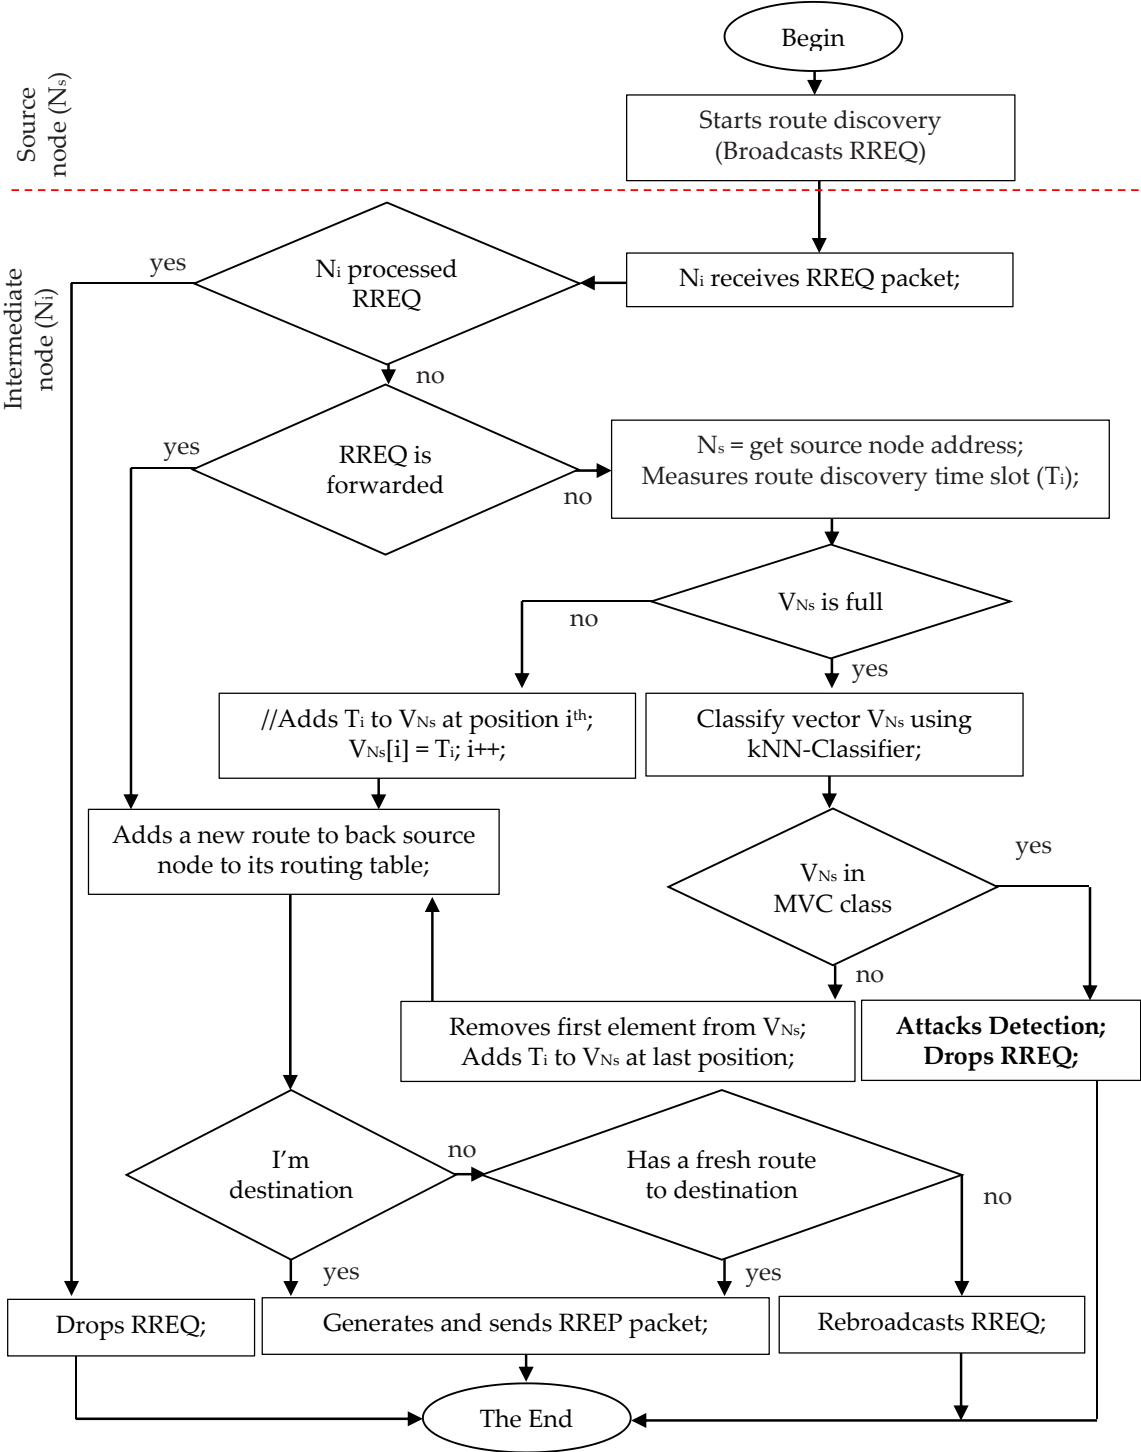 Begin
Source
node (Ns)
Starts route discovery
(Broadcasts RREQ)
Intermediate
node (Ni)
yes
Ni processed
RREQ
Ni receives RREQ packet;
no
yes
RREQ is
forwarded
no
Ns = get source node address;
Measures route discovery time slot (Ti);
VNs is full
no
yes
//Adds Ti to VNs at position ith;
VNs[i] = Ti; i++;
Classify vector VNs using
kNN-Classifier;
Adds a new route to back source
node to its routing table;
yes
VNs in
MVC class
no
Removes first element from VNs;
Adds Ti to VNs at last position;
Attacks Detection;
Drops RREQ;
I'm
destination
no
Has a fresh route
to destination
no
yes
yes
Drops RREQ;
Generates and sends RREP packet;
Rebroadcasts RREQ;
The End